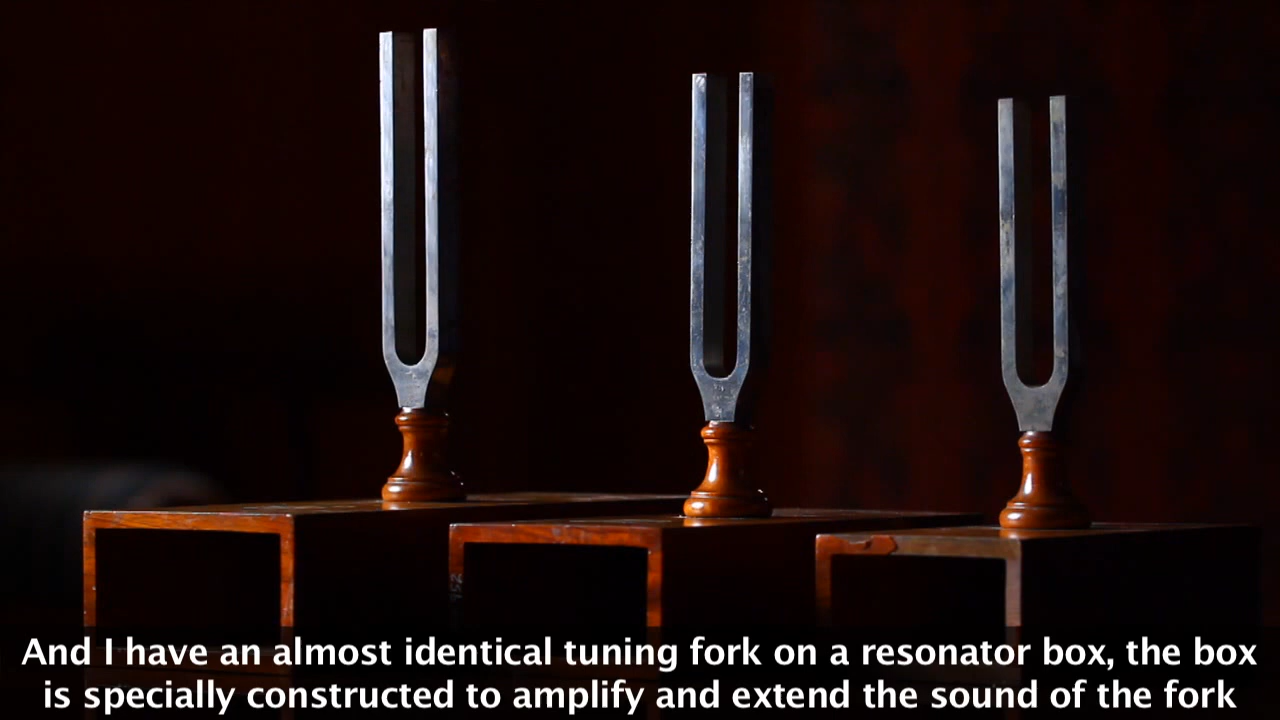 And I have an almost identical tuning fork on a resonator box, the box
is specially constructed to amplify and extend the sound of the fork